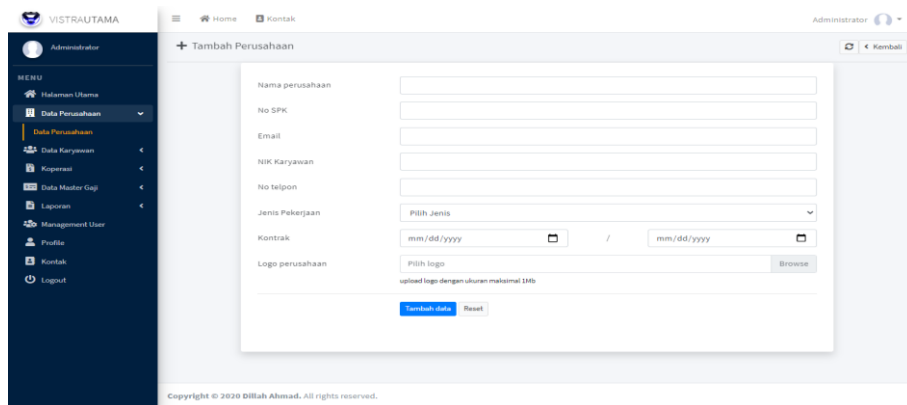 VISTRAUTAMA
Home Kontak
Administrator
Administrator
Tambah Perusahaan
Kembali
MENU
Halaman Utama
Data Perusahaan
Data Perusahaan
Data Karyawan
Koperasi
Data Master Gaji
Laporan
Management User
Profile
Kontak
Logout
Nama perusahaan
No SPK
Email
NIK Karyawan
No telpon
Jenis Pekerjaan Pilih Jenis
Kontrak mm/dd/yyyy / mm/dd/yyyy
Logo perusahaan Pilih logo Browse
upload logo dengan ukuran maksimal 1Mb
Tambah data Reset
Copyright © 2020 Dillah Ahmad. All rights reserved.